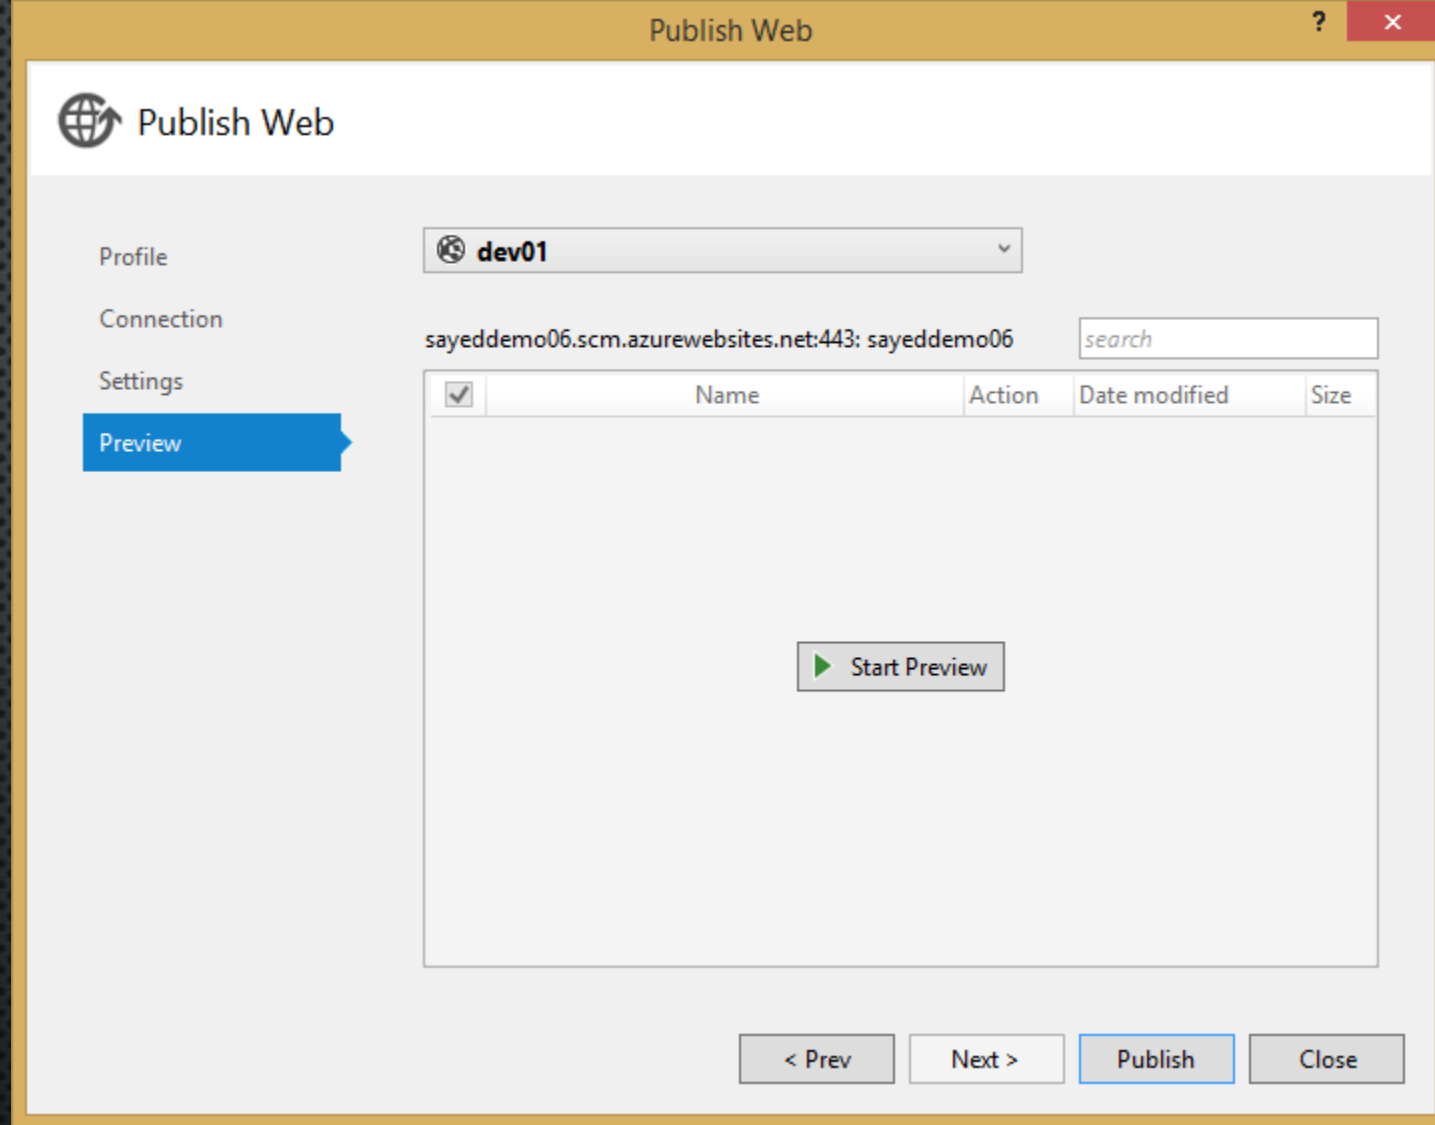 Publish Web
?
Publish Web
Profile
Connection
Settings
Preview
dev01
sayeddemo06.scm.azurewebsites.net:443: sayeddemo06
search
Name Action Date modified Size
Start Preview
< Prev Next > Publish Close